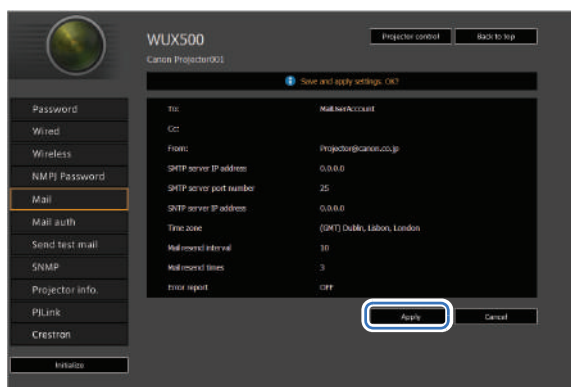 WUX500
Canon Projector001
Projector control
Back to top
Save and apply settings. OK?
Password
Wired
Wireless
NMPJ Password
Mail
Mail auth
Send test mail
SNMP
Projector info.
PJLink
Crestron
Initialize
To: MailUserAccount
Cc:
From: Projector@canon.co.jp
SMTP server IP address 0.0.0.0
SMTP server port number 25
SNTP server IP address 0.0.0.0
Time zone (GMT) Dublin, Lisbon, London
Mail resend interval 10
Mail resend times 3
Error report OFF
Apply
Cancel